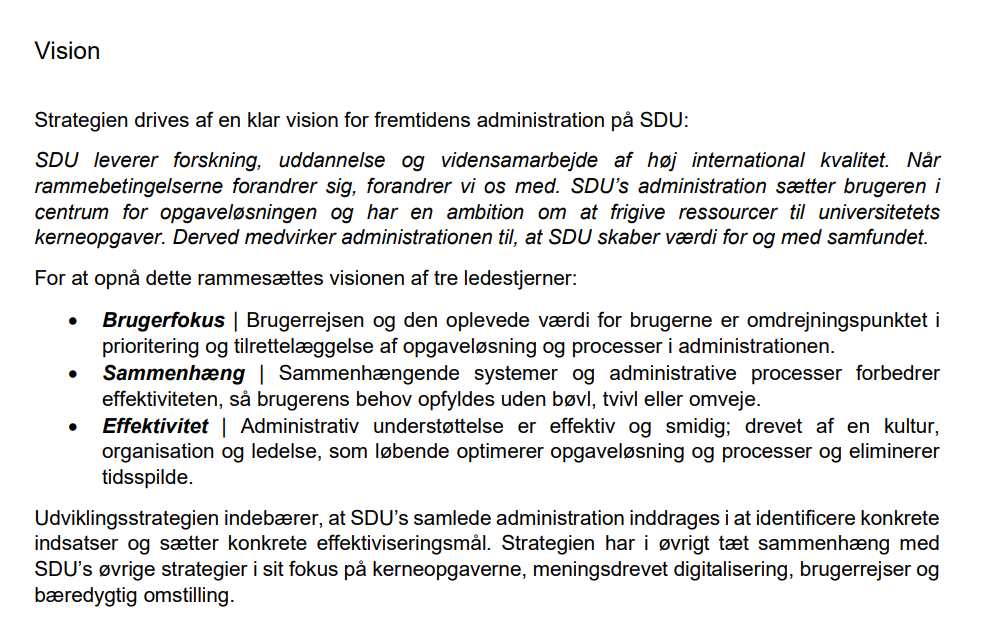 Vision
Strategien drives af en klar vision for fremtidens administration på SDU:
SDU leverer forskning, uddannelse og vidensamarbejde af høj international kvalitet. Når
rammebetingelserne forandrer sig, forandrer vi os med. SDU's administration sætter brugeren i
centrum for opgaveløsningen og har en ambition om at frigive ressourcer til universitetets
kerneopgaver. Derved medvirker administrationen til, at SDU skaber værdi for og med samfundet.
For at opnå dette rammesættes visionen af tre ledestjerner:
• Brugerfokus | Brugerrejsen og den oplevede værdi for brugerne er omdrejningspunktet i
prioritering og tilrettelæggelse af opgaveløsning og processer i administrationen.
• Sammenhæng | Sammenhængende systemer og administrative processer forbedrer
effektiviteten, så brugerens behov opfyldes uden bøvl, tvivl eller omveje.
• Effektivitet | Administrativ understøttelse er effektiv og smidig; drevet af en kultur,
organisation og ledelse, som løbende optimerer opgaveløsning og processer og eliminerer
tidsspilde.
Udviklingsstrategien indebærer, at SDU's samlede administration inddrages i at identificere konkrete
indsatser og sætter konkrete effektiviseringsmål. Strategien har i øvrigt tæt sammenhæng med
SDU's øvrige strategier i sit fokus på kerneopgaverne, meningsdrevet digitalisering, brugerrejser og
bæredygtig omstilling.